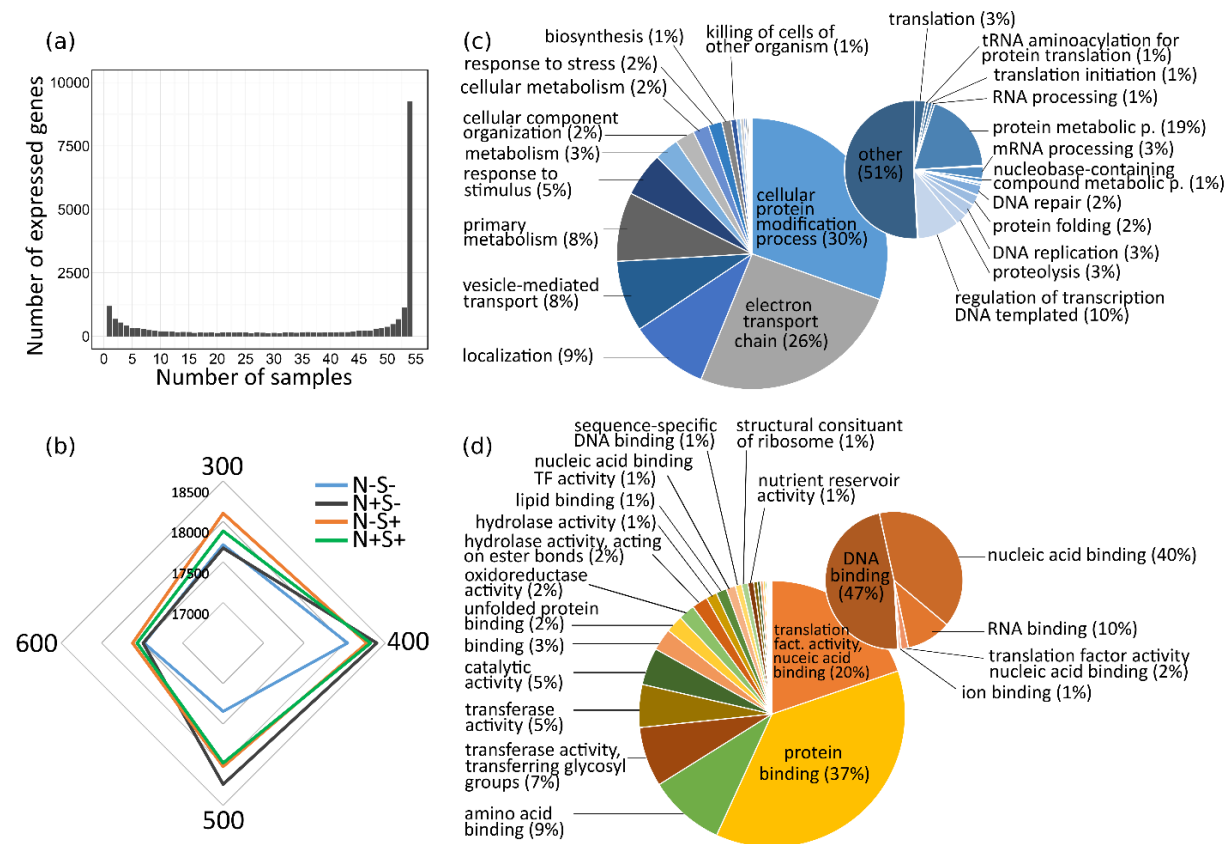 (a)
10000
7500
5000
2500
0
Number of expressed genes
0 5 10 15 20 25 30 35 40 45 50 55
Number of samples
(b)
300
18500
18000
17500
17000
600
400
500
N-S-
N+S-
N-S+
N+S+
(c)
biosynthesis (1%)
response to stress (2%)
cellular metabolism (2%)
cellular component
organization (2%)
metabolism (3%)
response to
stimulus (5%)
primary
metabolism (8%)
vesicle-mediated
transport (8%)
localization (9%)
killing of cells of
other organism (1%)
cellular
protein
modification
process (30%)
electron
transport
chain (26%)
other
(51%)
translation (3%)
tRNA aminoacylation for
protein translation (1%)
translation initiation (1%)
RNA processing (1%)
protein metabolic p. (19%)
mRNA processing (3%)
nucleobase-containing
compound metabolic p. (1%)
DNA repair (2%)
protein folding (2%)
DNA replication (3%)
proteolysis (3%)
regulation of transcription
DNA templated (10%)
(d)
sequence-specific
DNA binding (1%)
nucleic acid binding
TF activity (1%)
lipid binding (1%)
hydrolase activity (1%)
hydrolase activity, acting
on ester bonds (2%)
oxidoreductase
activity (2%)
unfolded protein
binding (2%)
binding (3%)
catalytic
activity (5%)
transferase
activity (5%)
transferase activity,
transferring glycosyl
groups (7%)
amino acid
binding (9%)
structural consituant
of ribosome (1%)
nutrient reservoir
activity (1%)
translation
fact. activity,
nuceic acid
binding (20%)
protein
binding (37%)
DNA
binding
(47%)
nucleic acid binding (40%)
RNA binding (10%)
translation factor activity
nucleic acid binding (2%)
ion binding (1%)